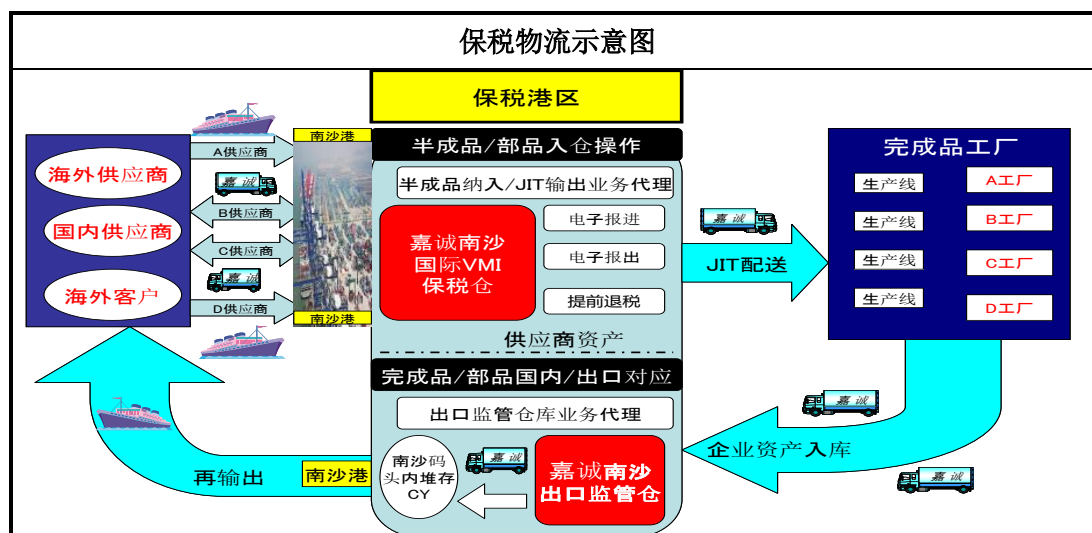 保税物流示意图
保税港区
海外供应商
国内供应商
海外客户
A供应商
嘉诚
B供应商
C供应商
嘉诚
D供应商
南沙港
南沙港
半成品/部品入仓操作
半成品纳入/JIT输出业务代理
嘉诚南沙
国际VMI
保税仓
电子报进
电子报出
提前退税
供应商资产
完成品/部品国内/出口对应
出口监管仓库业务代理
南沙码
头内堆存
CY
嘉诚
嘉诚南沙
出口监管仓
嘉诚
JIT配送
完成品工厂
生产线
生产线
生产线
生产线
A工厂
B工厂
C工厂
D工厂
嘉诚
企业资产入库
嘉诚
南沙港
再输出